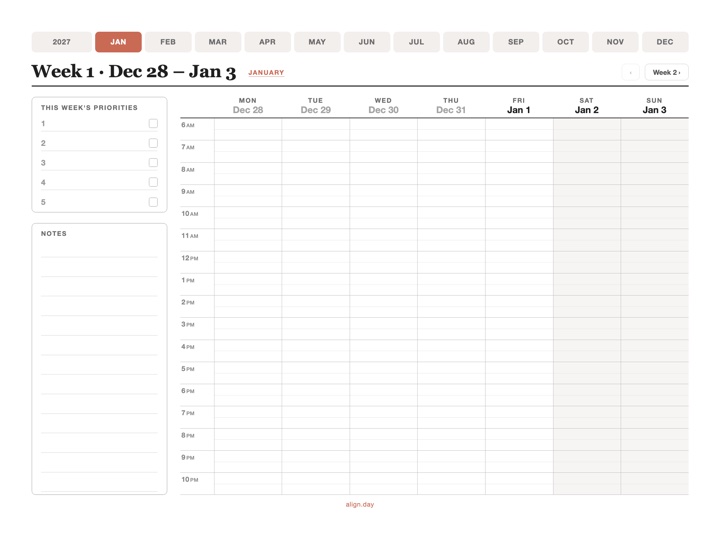 2027 JAN FEB MAR APR MAY JUN JUL AUG SEP OCT NOV DEC
Week 1 · Dec 28 – Jan 3 JANUARY ‹ Week 2 ›
THIS WEEK'S PRIORITIES
1
2
3
4
5
NOTES
MON TUE WED THU FRI SAT SUN
Dec 28 Dec 29 Dec 30 Dec 31 Jan 1 Jan 2 Jan 3
6 AM
7 AM
8 AM
9 AM
10 AM
11 AM
12 PM
1 PM
2 PM
3 PM
4 PM
5 PM
6 PM
7 PM
8 PM
9 PM
10 PM
align.day